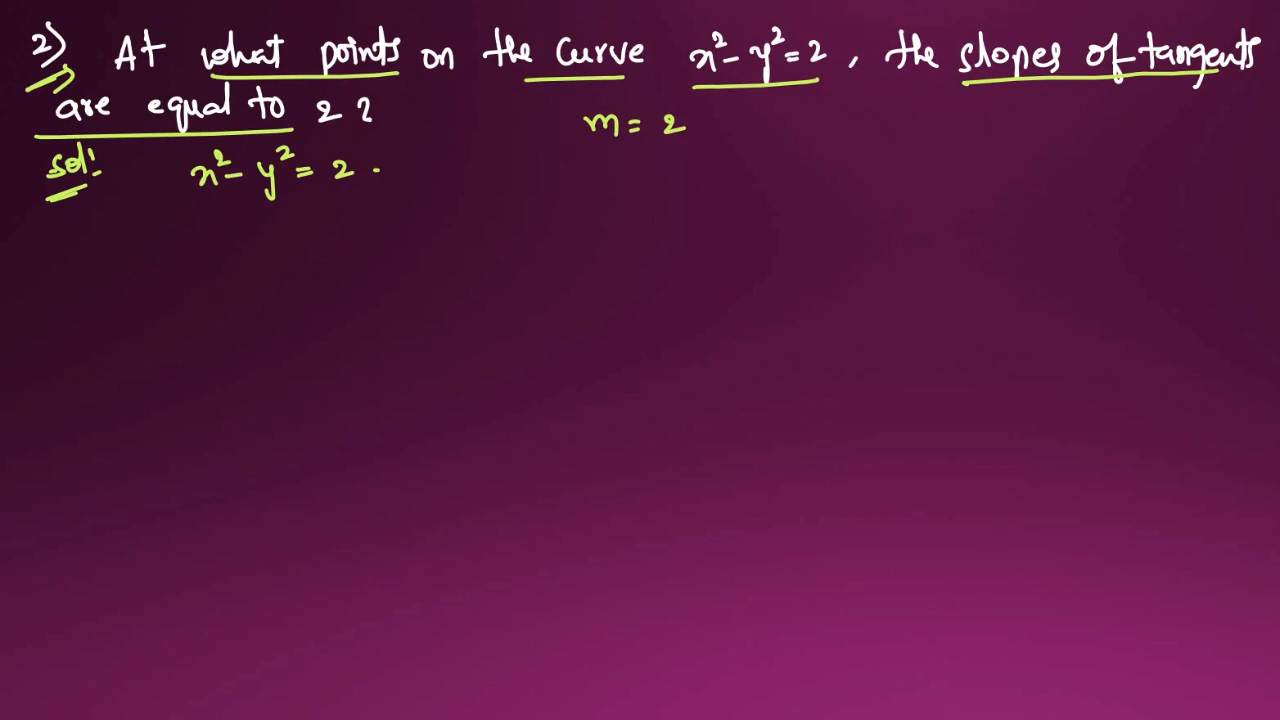 2) At what points on the curve x²- y²=2, the slopes of tangents
are equal to 2?
m= 2
sol: x²- y²= 2.